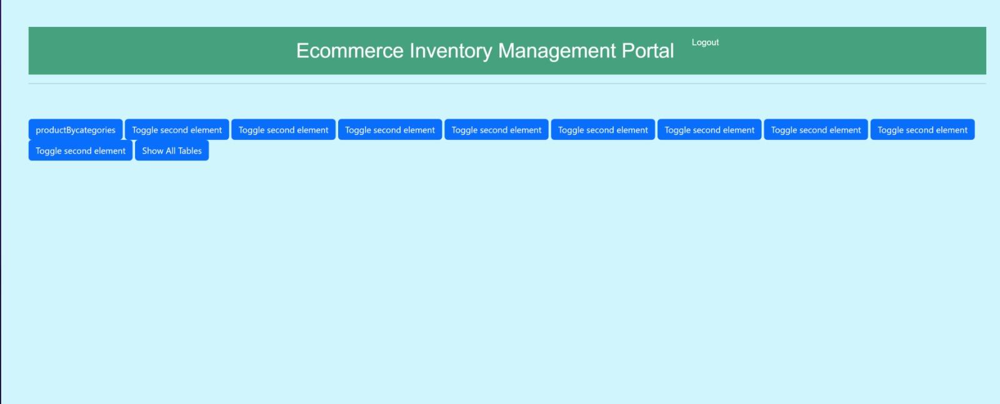 Ecommerce Inventory Management Portal Logout
productBycategories Toggle second element Toggle second element Toggle second element Toggle second element Toggle second element Toggle second element Toggle second element Toggle second element
Toggle second element Show All Tables